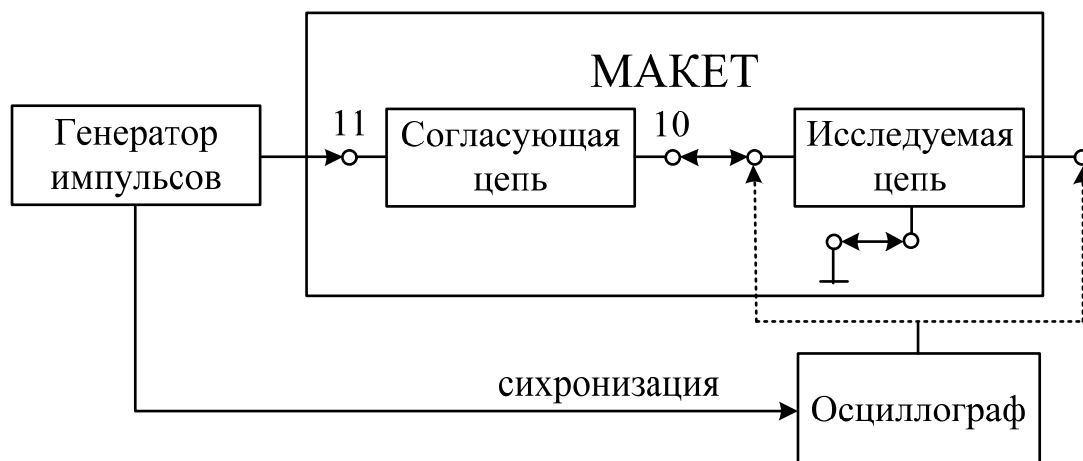 МАКЕТ
Генератор
импульсов
11
Согласующая
цепь
10
Исследуемая
цепь
сихронизация
Осциллограф